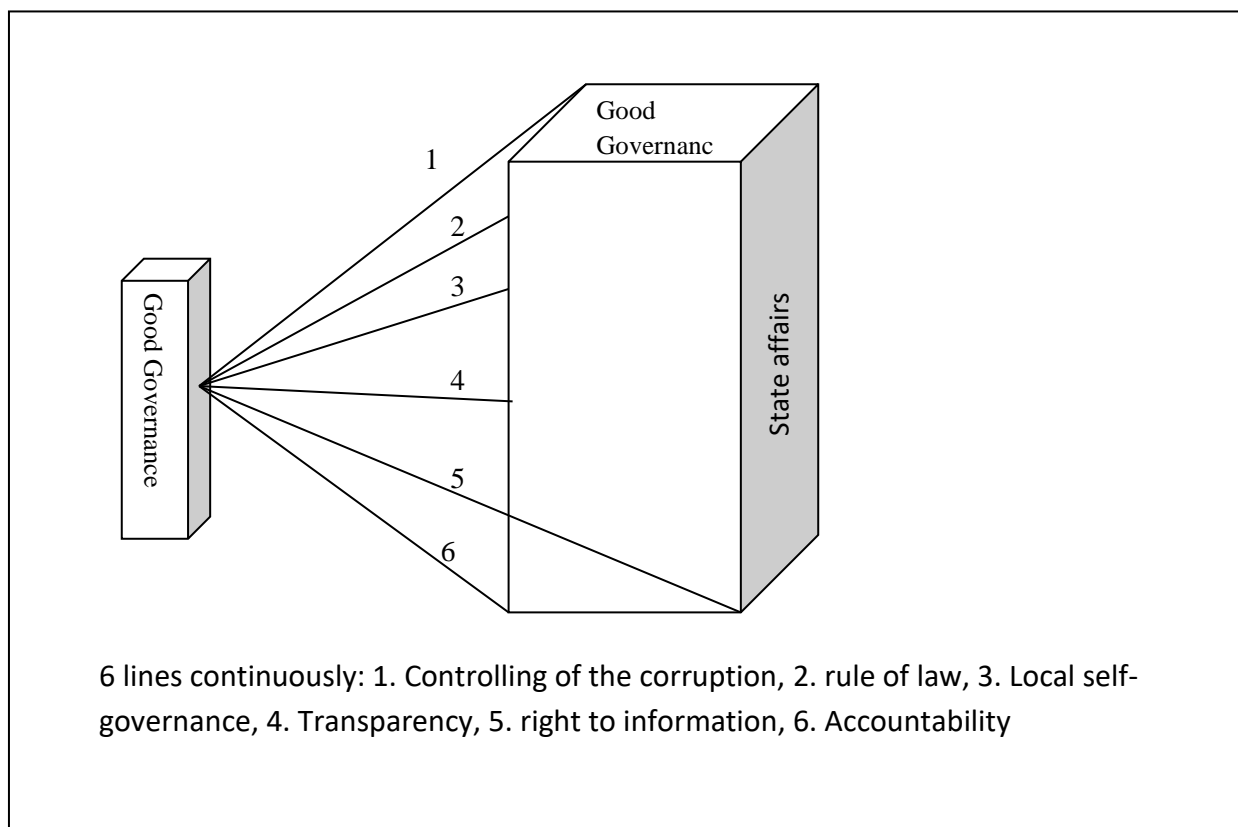 Good
Governanc
1
2
3
4
5
6
Good Governance
State affairs
6 lines continuously: 1. Controlling of the corruption, 2. rule of law, 3. Local self-
governance, 4. Transparency, 5. right to information, 6. Accountability